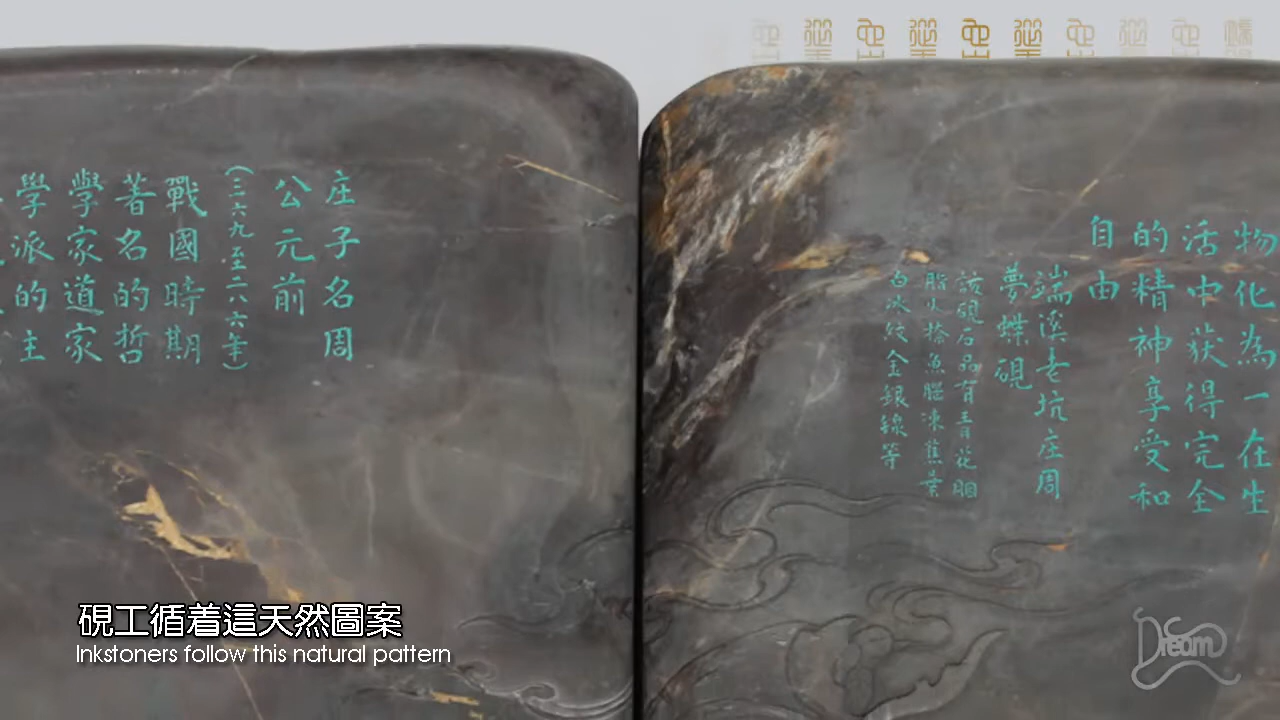 庄子名周
公元前
(三六九至二八六年)
戰國時期
著名的哲
學家道家
學派的主
物化為一在生
活中获得完全
的精神享受和
自由
端溪老坑庄周
夢蝶硯
該硯石品有青花胭
脂火捺魚腦凍蕉葉
白冰紋金銀線等
硯工循着這天然圖案
Inkstoners follow this natural pattern
Dream